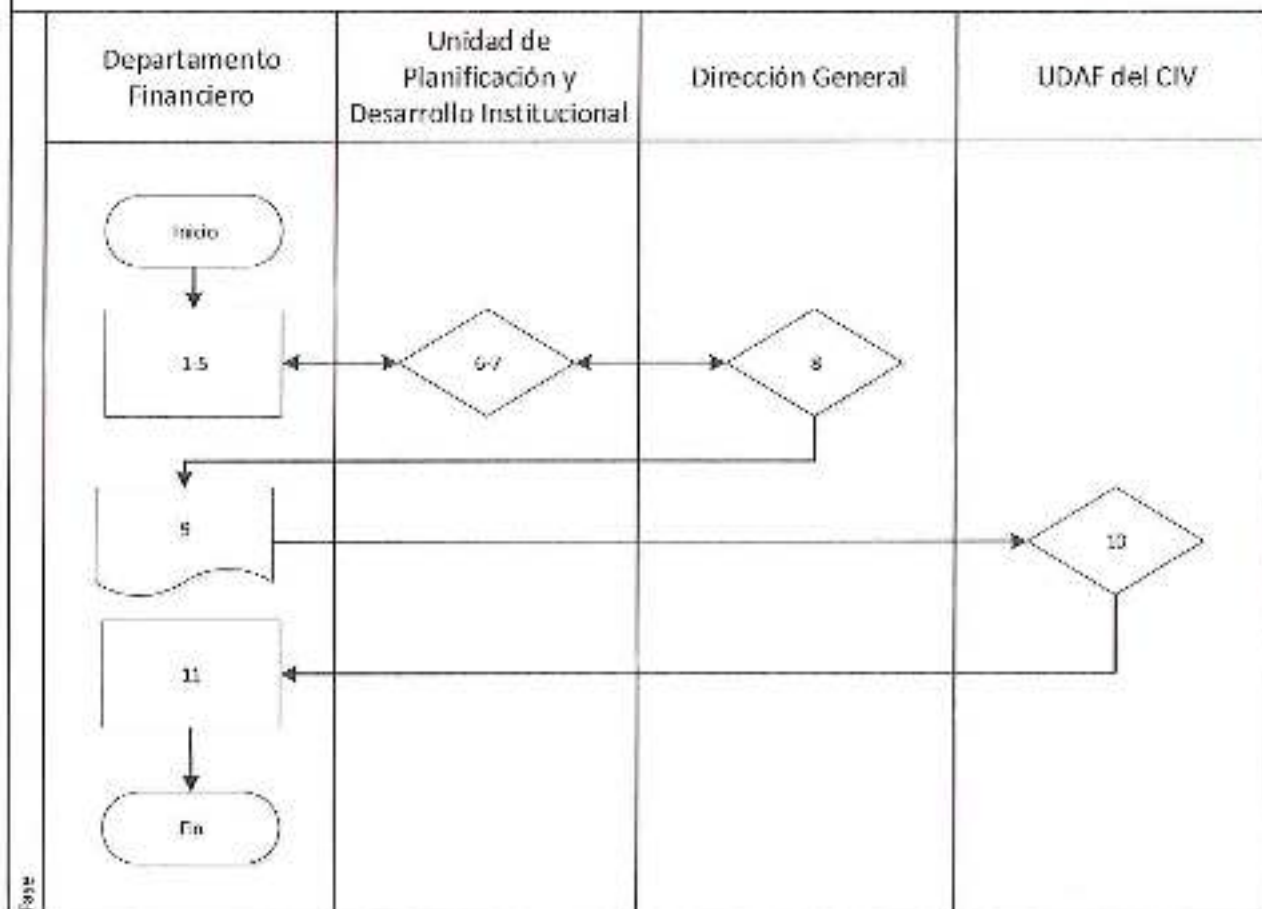 Departamento
Financiero
Unidad de
Planificación y
Desarrollo Institucional
Dirección General
UDAF del CIV
Inicio
1-5
6-7
8
9
10
11
Fin
Fase